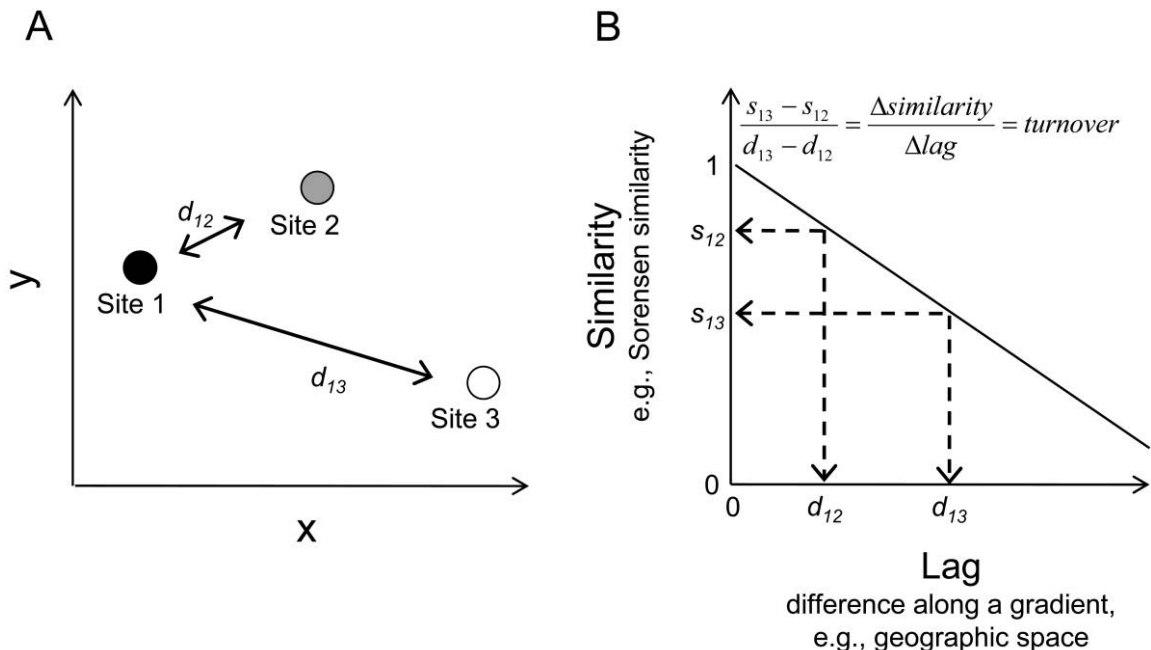 A
y
d12
Site 1
Site 2
d13
Site 3
x
B
s13 − s12 / d13 − d12 = Δsimilarity / Δlag = turnover
Similarity
e.g., Sorensen similarity
1
s12
s13
0
0
d12
d13
Lag
difference along a gradient,
e.g., geographic space